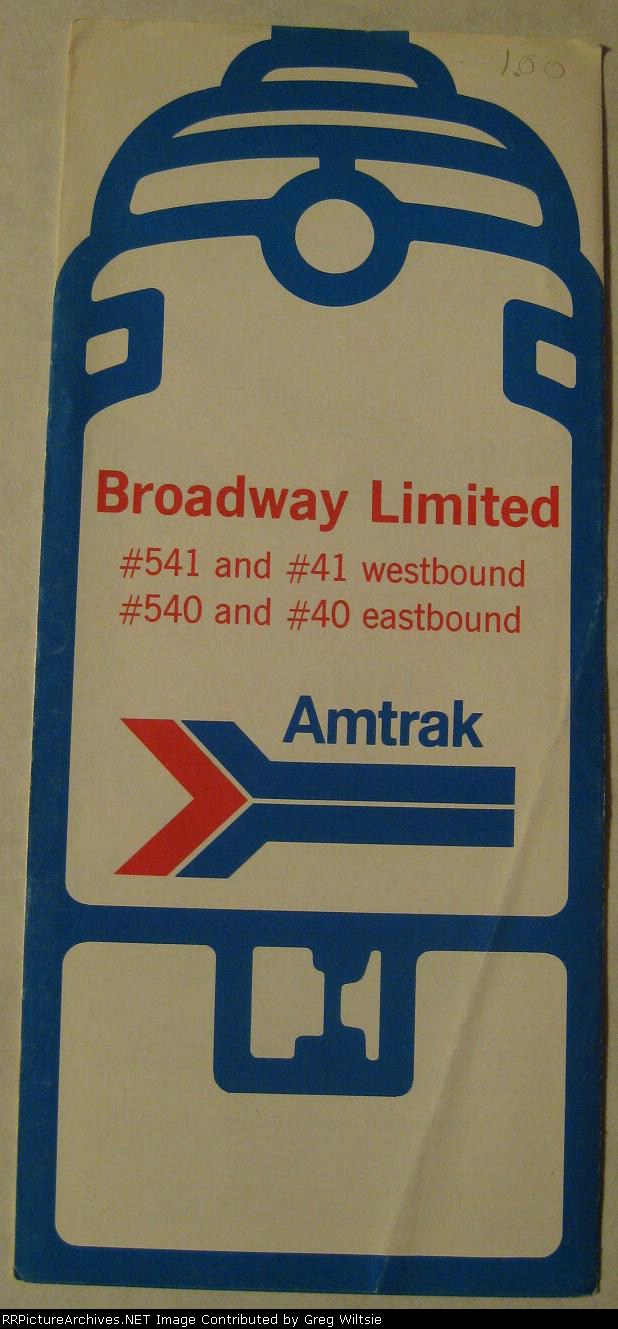 1.00
Broadway Limited
#541 and #41 westbound
#540 and #40 eastbound
Amtrak
RRPictureArchives.NET Image Contributed by Greg Wiltsie